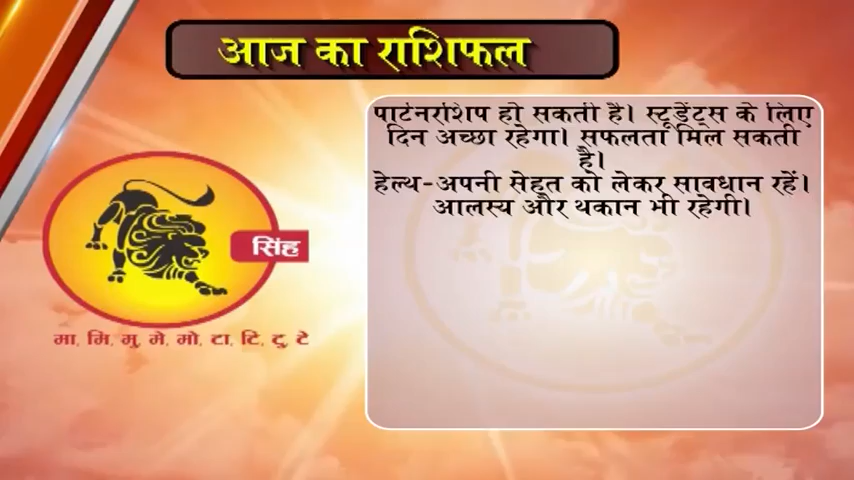 आज का राशिफल
पार्टनरशिप हो सकती है। स्टूडेंट्स के लिए
दिन अच्छा रहेगा। सफलता मिल सकती
है।
हेल्थ-अपनी सेहत को लेकर सावधान रहें।
आलस्य और थकान भी रहेगी।
सिंह
मा, मि, मु, मे, मो, टा, टि, टु, टे